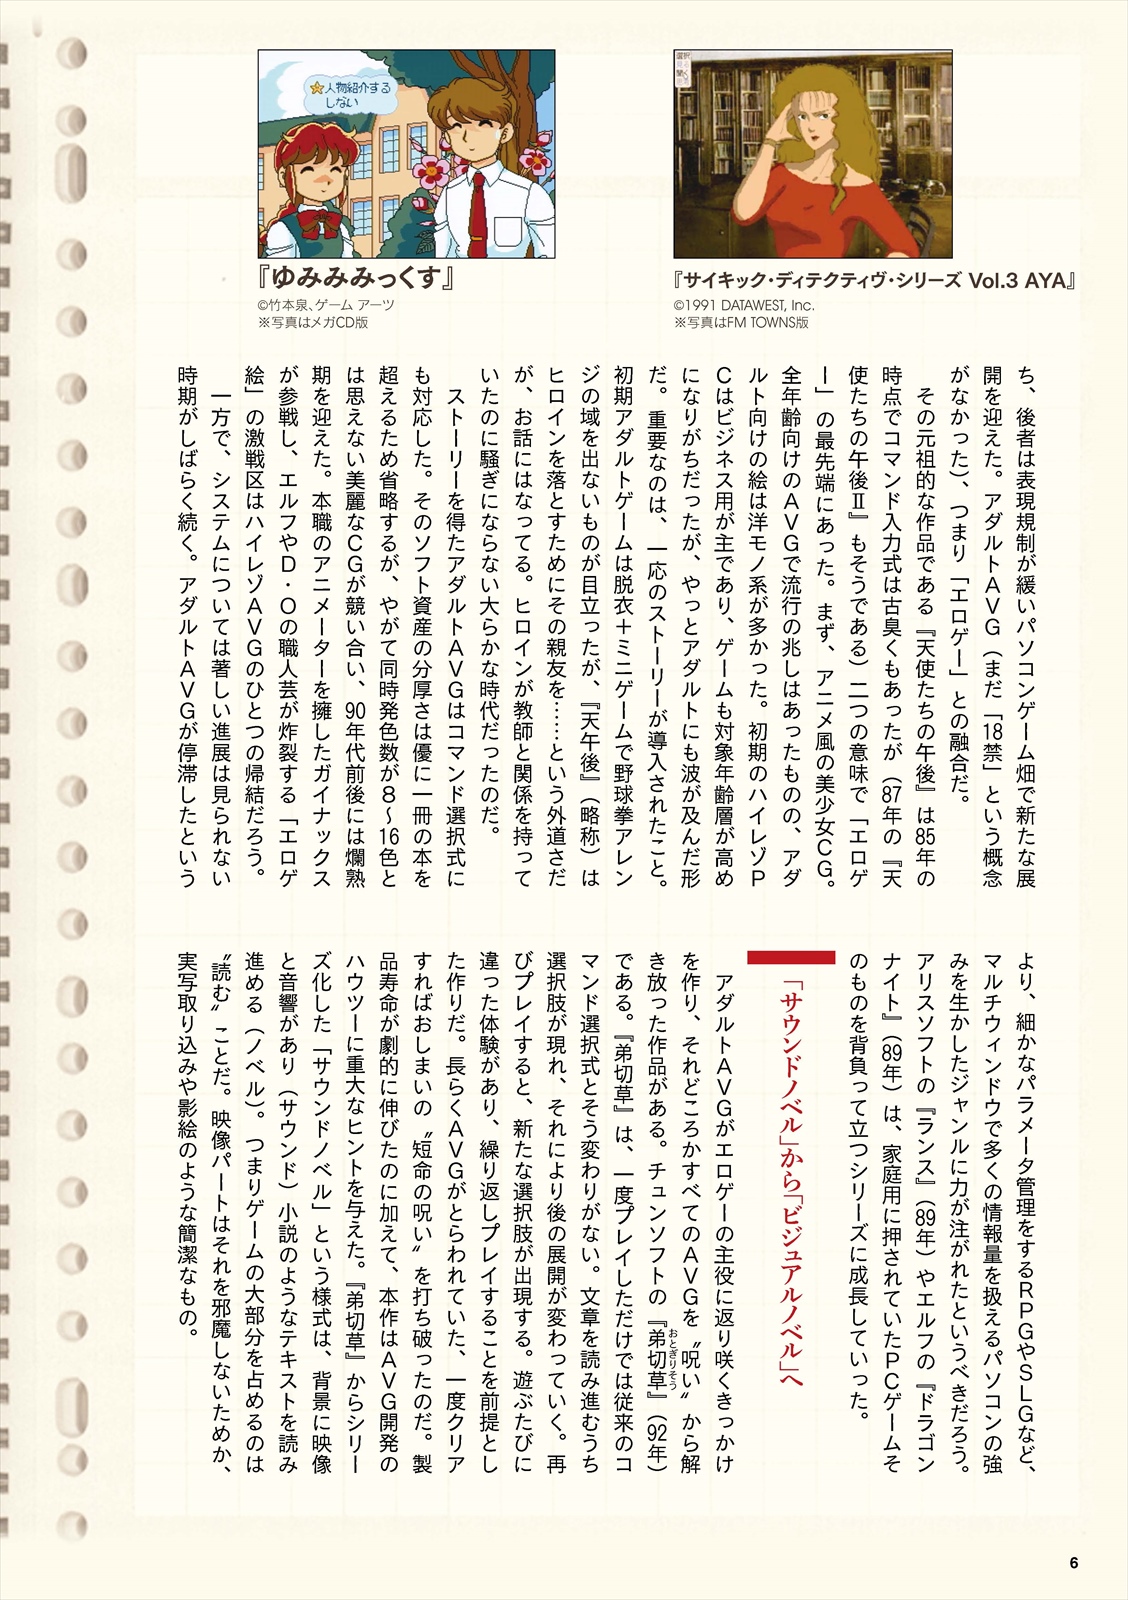 選択
聞く
『サイキック・ディテクティヴ・シリーズ Vol.3 AYA』
©1991 DATAWEST, Inc.
※写真はFM TOWNS版
人物紹介する
しない
『ゆみみみっくす』
©竹本泉、ゲーム アーツ
※写真はメガCD版
ち、後者は表現規制が緩いパソコンゲーム畑で新たな展
開を迎えた。アダルトAVG（まだ「18禁」という概念
がなかった）、つまり「エロゲー」との融合だ。
その元祖的な作品である『天使たちの午後』は85年の
時点でコマンド入力式は古臭くもあったが（87年の『天
使たちの午後Ⅱ』もそうである）二つの意味で「エロゲ
ー」の最先端にあった。まず、アニメ風の美少女CG。
全年齢向けのAVGで流行の兆しはあったものの、アダ
ルト向けの絵は洋モノ系が多かった。初期のハイレゾP
Cはビジネス用が主であり、ゲームも対象年齢層が高め
になりがちだったが、やっとアダルトにも波が及んだ形
だ。重要なのは、一応のストーリーが導入されたこと。
初期アダルトゲームは脱衣＋ミニゲームで野球拳アレン
ジの域を出ないものが目立ったが、『天午後』（略称）は
ヒロインを落とすためにその親友を……という外道さだ
が、お話にはなってる。ヒロインが教師と関係を持って
いたのに騒ぎにならない大らかな時代だったのだ。
ストーリーを得たアダルトAVGはコマンド選択式に
も対応した。そのソフト資産の分厚さは優に一冊の本を
超えるため省略するが、やがて同時発色数が8〜16色と
は思えない美麗なCGが競い合い、90年代前後には爛熟
期を迎えた。本職のアニメーターを擁したガイナックス
が参戦し、エルフやD・Oの職人芸が炸裂する「エロゲ
絵」の激戦区はハイレゾAVGのひとつの帰結だろう。
一方で、システムについては著しい進展は見られない
時期がしばらく続く。アダルトAVGが停滞したという
より、細かなパラメータ管理をするRPGやSLGなど、
マルチウィンドウで多くの情報量を扱えるパソコンの強
みを生かしたジャンルに力が注がれたというべきだろう。
アリスソフトの『ランス』（89年）やエルフの『ドラゴン
ナイト』（89年）は、家庭用に押されていたPCゲームそ
のものを背負って立つシリーズに成長していった。
「サウンドノベル」から「ビジュアルノベル」へ
アダルトAVGがエロゲーの主役に返り咲くきっかけ
を作り、それどころかすべてのAVGを〝呪い〟から解
き放った作品がある。チュンソフトの『弟切草』（92年）
おとぎりそう
である。『弟切草』は、一度プレイしただけでは従来のコ
マンド選択式とそう変わりがない。文章を読み進むうち
選択肢が現れ、それにより後の展開が変わっていく。再
びプレイすると、新たな選択肢が出現する。遊ぶたびに
違った体験があり、繰り返しプレイすることを前提とし
た作りだ。長らくAVGがとらわれていた、一度クリア
すればおしまいの〝短命の呪い〟を打ち破ったのだ。製
品寿命が劇的に伸びたのに加えて、本作はAVG開発の
ハウツーに重大なヒントを与えた。『弟切草』からシリー
ズ化した「サウンドノベル」という様式は、背景に映像
と音響があり（サウンド）小説のようなテキストを読み
進める（ノベル）。つまりゲームの大部分を占めるのは
〝読む〟ことだ。映像パートはそれを邪魔しないためか、
実写取り込みや影絵のような簡潔なもの。
6